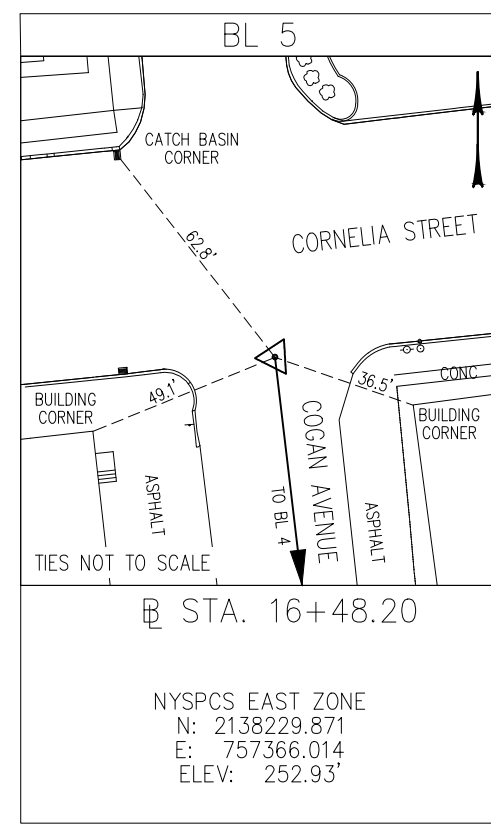 BL 5
CATCH BASIN
CORNER
62.8'
CORNELIA STREET
49.1'
36.5'
CONC
BUILDING
CORNER
BUILDING
CORNER
COGAN AVENUE
TO BL 4
ASPHALT
ASPHALT
TIES NOT TO SCALE
BL STA. 16+48.20
NYSPCS EAST ZONE
N: 2138229.871
E: 757366.014
ELEV: 252.93'